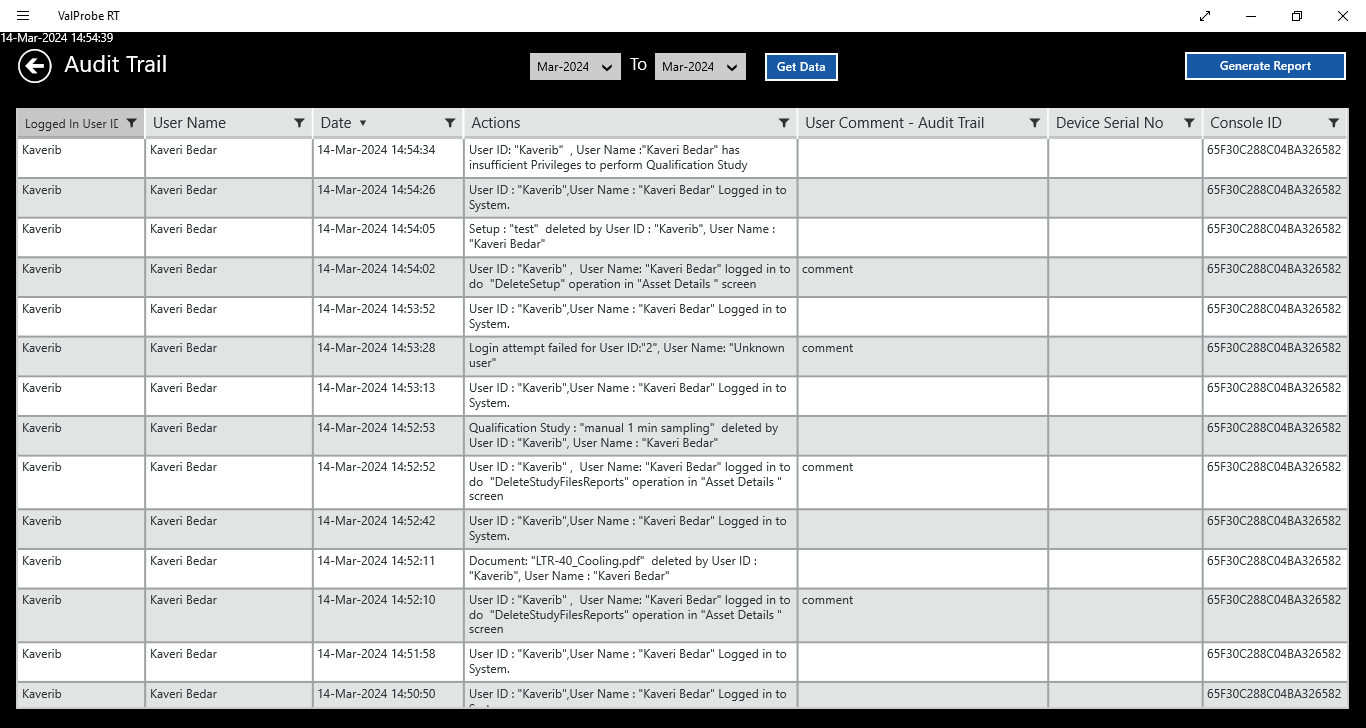 ValProbe RT
14-Mar-2024 14:54:39
Audit Trail
Mar-2024 To Mar-2024 Get Data Generate Report
Logged In User ID User Name Date Actions User Comment - Audit Trail Device Serial No Console ID
Kaverib Kaveri Bedar 14-Mar-2024 14:54:34 User ID: "Kaverib"  , User Name :"Kaveri Bedar" has 65F30C288C04BA326582
insufficient Privileges to perform Qualification Study
Kaverib Kaveri Bedar 14-Mar-2024 14:54:26 User ID : "Kaverib",User Name : "Kaveri Bedar" Logged in to 65F30C288C04BA326582
System.
Kaverib Kaveri Bedar 14-Mar-2024 14:54:05 Setup : "test"  deleted by User ID : "Kaverib", User Name : 65F30C288C04BA326582
"Kaveri Bedar"
Kaverib Kaveri Bedar 14-Mar-2024 14:54:02 User ID : "Kaverib" ,  User Name: "Kaveri Bedar" logged in to comment 65F30C288C04BA326582
do  "DeleteSetup" operation in "Asset Details " screen
Kaverib Kaveri Bedar 14-Mar-2024 14:53:52 User ID : "Kaverib",User Name : "Kaveri Bedar" Logged in to 65F30C288C04BA326582
System.
Kaverib Kaveri Bedar 14-Mar-2024 14:53:28 Login attempt failed for User ID:"2", User Name: "Unknown comment 65F30C288C04BA326582
user"
Kaverib Kaveri Bedar 14-Mar-2024 14:53:13 User ID : "Kaverib",User Name : "Kaveri Bedar" Logged in to 65F30C288C04BA326582
System.
Kaverib Kaveri Bedar 14-Mar-2024 14:52:53 Qualification Study : "manual 1 min sampling"  deleted by 65F30C288C04BA326582
User ID : "Kaverib", User Name : "Kaveri Bedar"
Kaverib Kaveri Bedar 14-Mar-2024 14:52:52 User ID : "Kaverib" ,  User Name: "Kaveri Bedar" logged in to comment 65F30C288C04BA326582
do  "DeleteStudyFilesReports" operation in "Asset Details "
screen
Kaverib Kaveri Bedar 14-Mar-2024 14:52:42 User ID : "Kaverib",User Name : "Kaveri Bedar" Logged in to 65F30C288C04BA326582
System.
Kaverib Kaveri Bedar 14-Mar-2024 14:52:11 Document: "LTR-40_Cooling.pdf"  deleted by User ID : 65F30C288C04BA326582
"Kaverib", User Name : "Kaveri Bedar"
Kaverib Kaveri Bedar 14-Mar-2024 14:52:10 User ID : "Kaverib" ,  User Name: "Kaveri Bedar" logged in to comment 65F30C288C04BA326582
do  "DeleteStudyFilesReports" operation in "Asset Details "
screen
Kaverib Kaveri Bedar 14-Mar-2024 14:51:58 User ID : "Kaverib",User Name : "Kaveri Bedar" Logged in to 65F30C288C04BA326582
System.
Kaverib Kaveri Bedar 14-Mar-2024 14:50:50 User ID : "Kaverib",User Name : "Kaveri Bedar" Logged in to 65F30C288C04BA326582